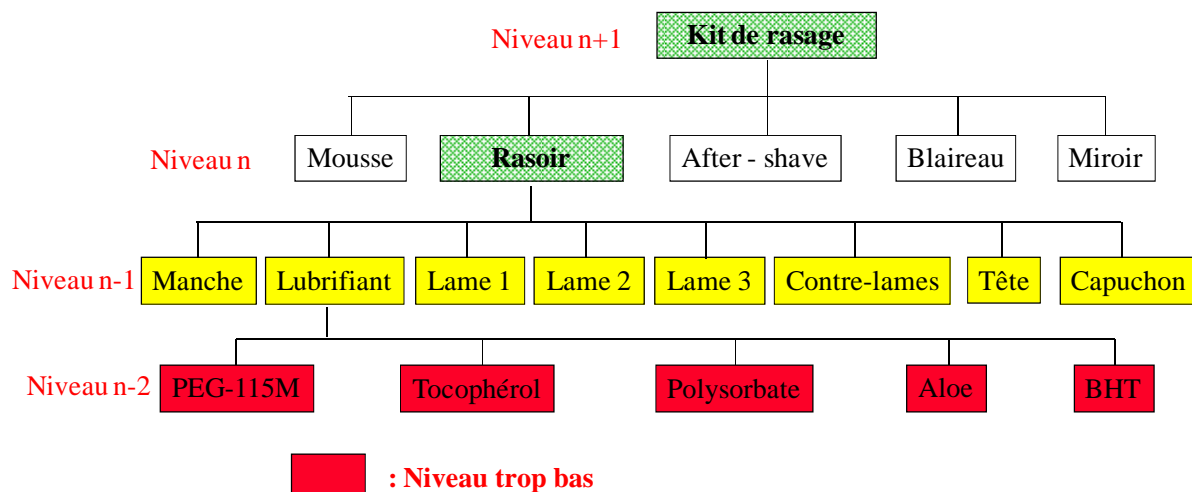 Niveau n+1
Kit de rasage
Niveau n
Mousse
Rasoir
After - shave
Blaireau
Miroir
Niveau n-1
Manche
Lubrifiant
Lame 1
Lame 2
Lame 3
Contre-lames
Tête
Capuchon
Niveau n-2
PEG-115M
Tocophérol
Polysorbate
Aloe
BHT
: Niveau trop bas